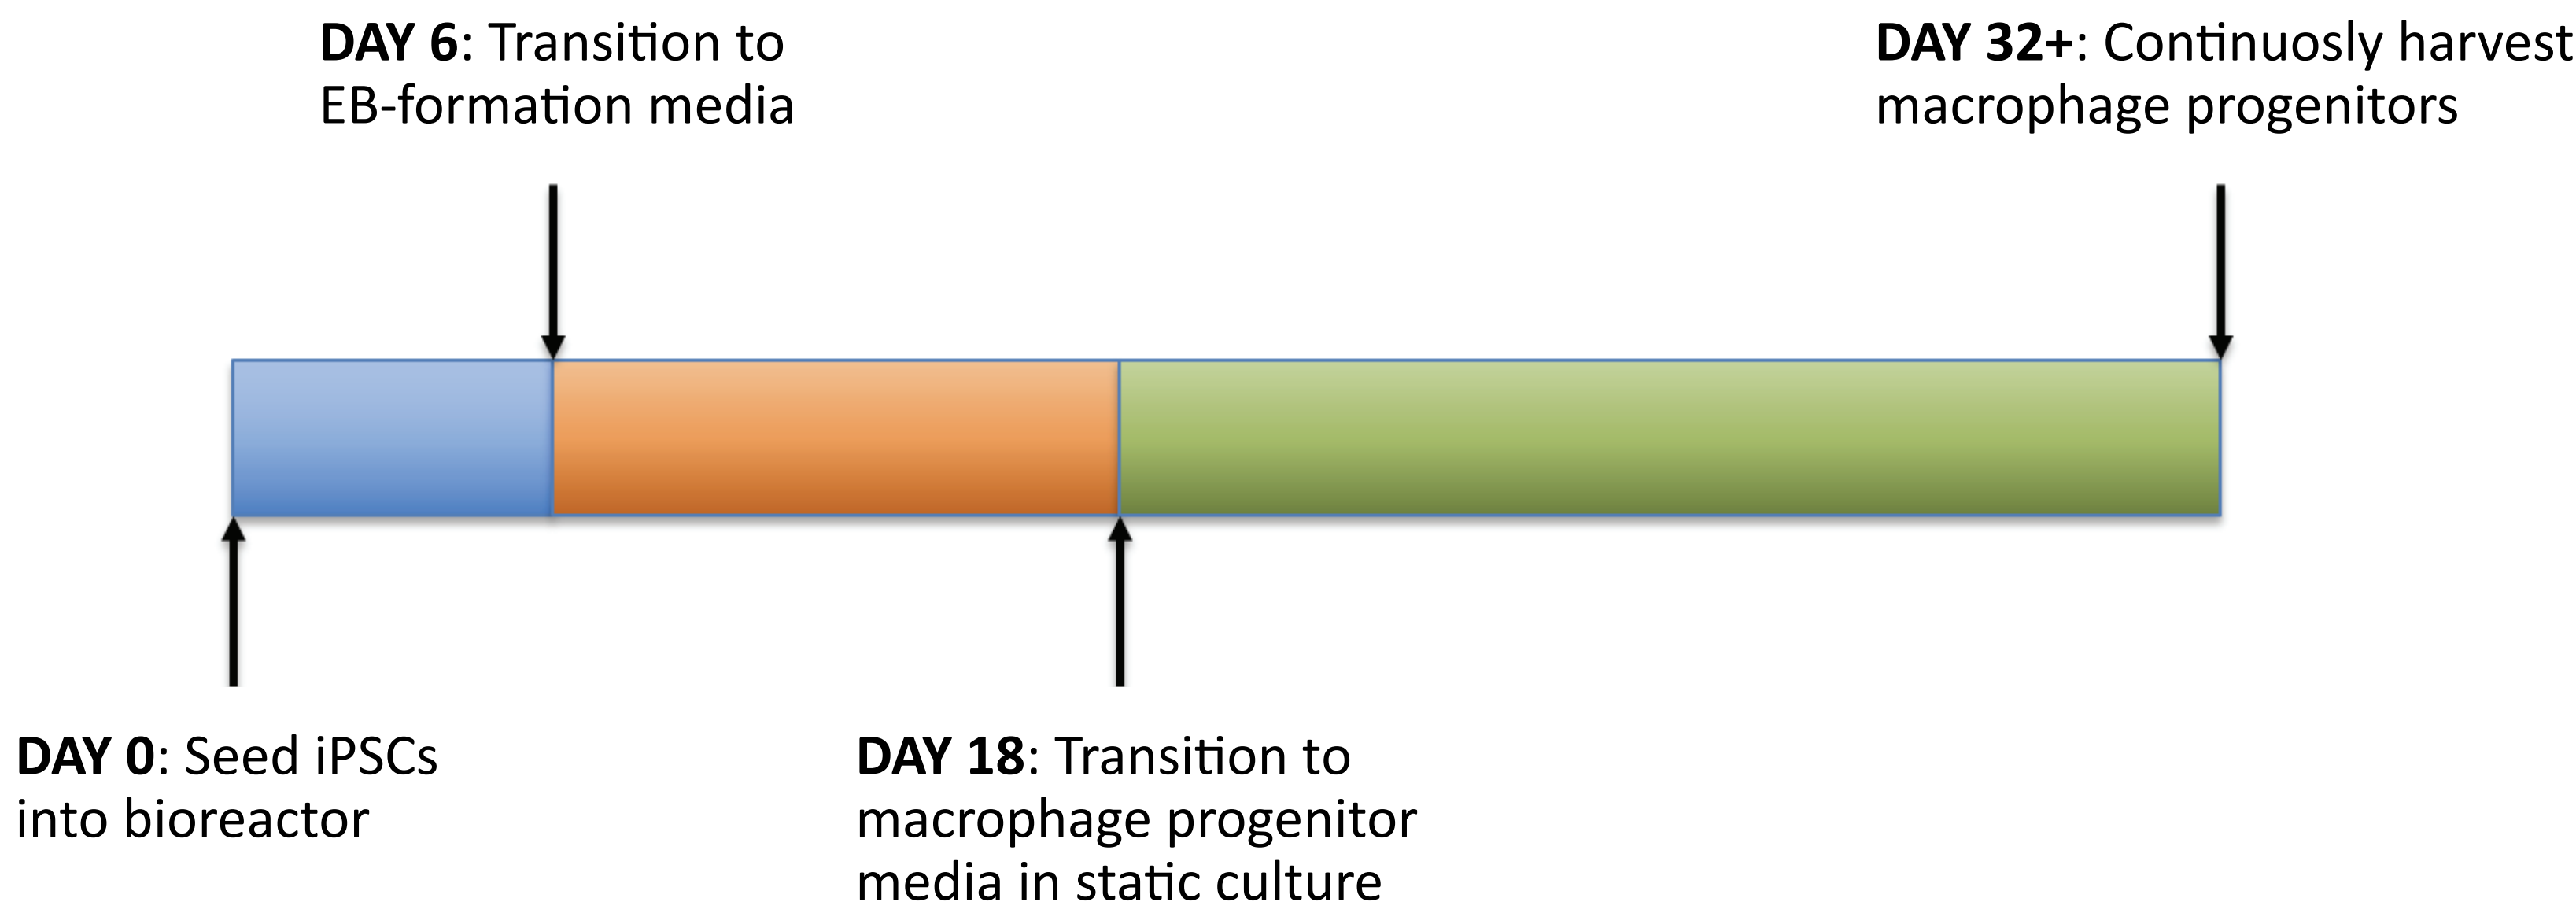 DAY 6: Transition to
EB-formation media
DAY 32+: Continuosly harvest
macrophage progenitors
DAY 0: Seed iPSCs
into bioreactor
DAY 18: Transition to
macrophage progenitor
media in static culture